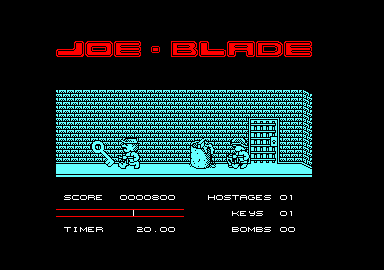 JOE · BLADE
SCORE 0000800 HOSTAGES 01
KEYS 01
TIMER 20.00 BOMBS 00